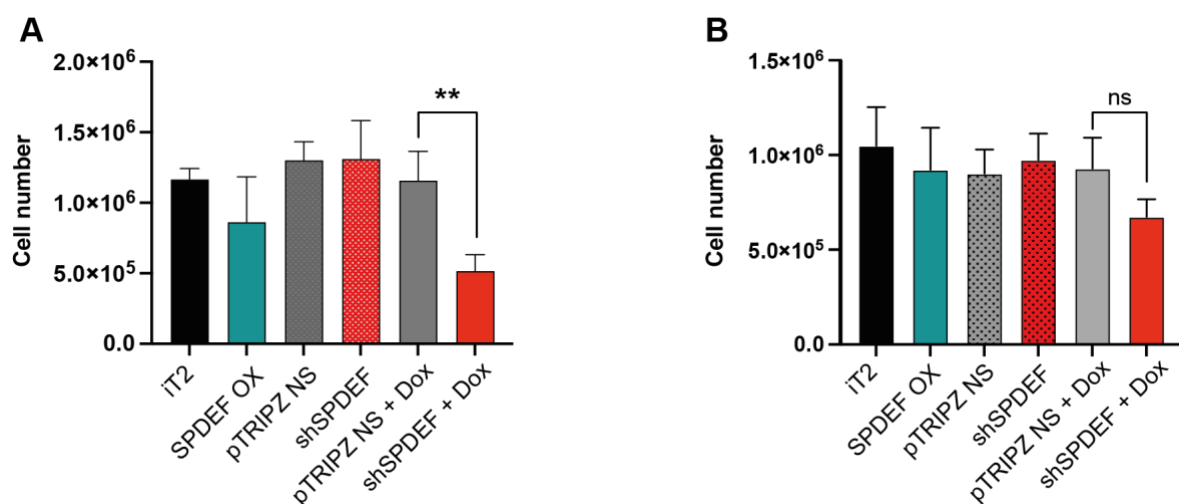 A
Cell number
2.0×10⁶
1.5×10⁶
1.0×10⁶
5.0×10⁵
0.0
**
iT2
SPDEF OX
pTRIPZ NS
shSPDEF
pTRIPZ NS + Dox
shSPDEF + Dox
B
Cell number
1.5×10⁶
1.0×10⁶
5.0×10⁵
0.0
ns
iT2
SPDEF OX
pTRIPZ NS
shSPDEF
pTRIPZ NS + Dox
shSPDEF + Dox